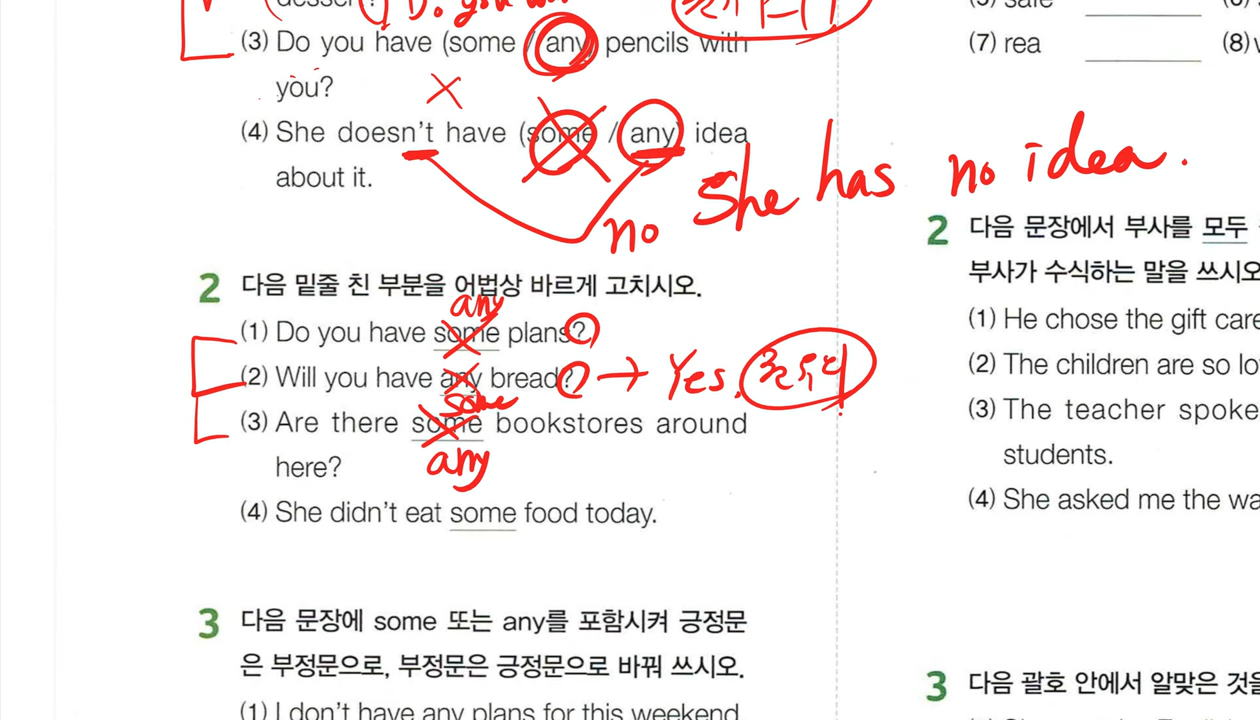 (3) Do you have (some / any) pencils with
you?
(4) She doesn't have (some / any) idea
about it.
no She has no idea.
2 다음 밑줄 친 부분을 어법상 바르게 고치시오.
any
(1) Do you have some plans?
(2) Will you have any bread? → Yes.
some
(3) Are there some bookstores around
any
here?
(4) She didn't eat some food today.
3 다음 문장에 some 또는 any를 포함시켜 긍정문
은 부정문으로, 부정문은 긍정문으로 바꿔 쓰시오.
(1) I don't have any plans for this weekend.
(7) rea
(8)
2 다음 문장에서 부사를 모두
부사가 수식하는 말을 쓰시오
(1) He chose the gift care
(2) The children are so lo
(3) The teacher spoke
students.
(4) She asked me the wa
3 다음 괄호 안에서 알맞은 것을